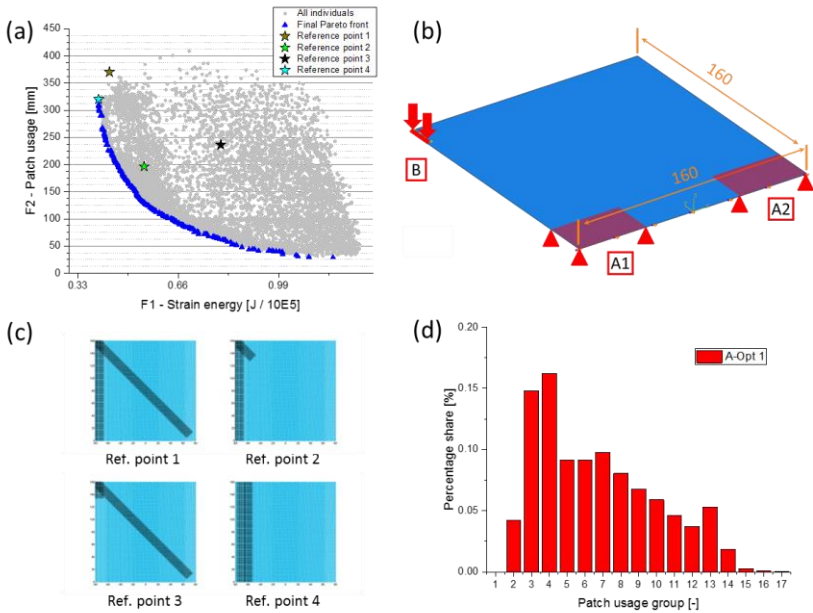 (a)
All individuals
Final Pareto front
Reference point 1
Reference point 2
Reference point 3
Reference point 4
F2 - Patch usage [mm]
450
400
350
300
250
200
150
100
50
0
0.33 0.66 0.99
F1 - Strain energy [J / 10E5]
(b)
160
160
B
A1
A2
(c)
Ref. point 1
Ref. point 2
Ref. point 3
Ref. point 4
(d)
A-Opt 1
Percentage share [%]
0.20
0.15
0.10
0.05
0.00
1 2 3 4 5 6 7 8 9 10 11 12 13 14 15 16 17
Patch usage group [-]